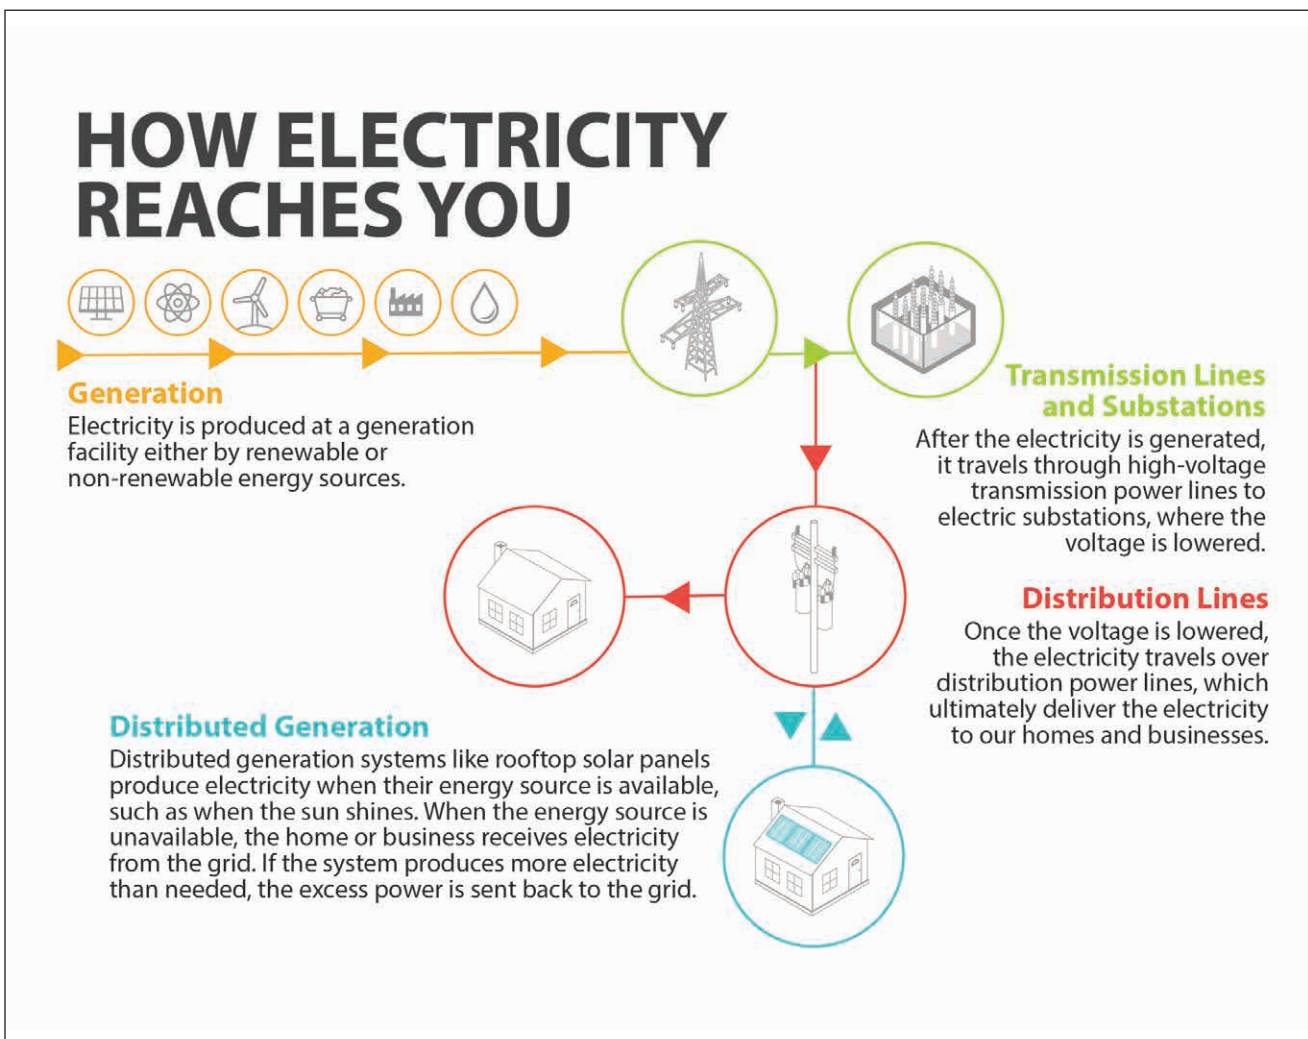 HOW ELECTRICITY
REACHES YOU
Generation
Electricity is produced at a generation
facility either by renewable or
non-renewable energy sources.
Transmission Lines
and Substations
After the electricity is generated,
it travels through high-voltage
transmission power lines to
electric substations, where the
voltage is lowered.
Distribution Lines
Once the voltage is lowered,
the electricity travels over
distribution power lines, which
ultimately deliver the electricity
to our homes and businesses.
Distributed Generation
Distributed generation systems like rooftop solar panels
produce electricity when their energy source is available,
such as when the sun shines. When the energy source is
unavailable, the home or business receives electricity
from the grid. If the system produces more electricity
than needed, the excess power is sent back to the grid.